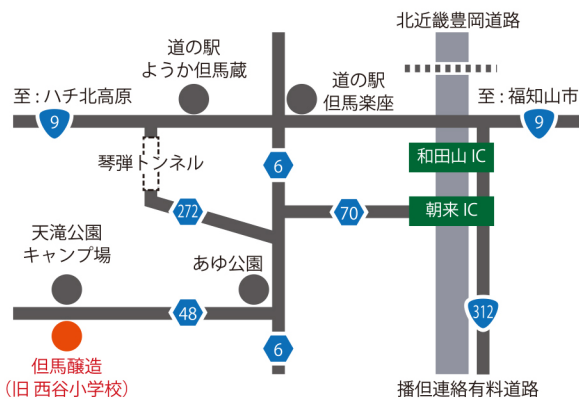 北近畿豊岡道路
道の駅
ようか但馬蔵
道の駅
但馬楽座
至 : ハチ北高原
至 : 福知山市
9
9
琴弾トンネル
6
和田山 IC
272
70
朝来 IC
天滝公園
キャンプ場
あゆ公園
48
312
6
但馬醸造
（旧 西谷小学校）
播但連絡有料道路